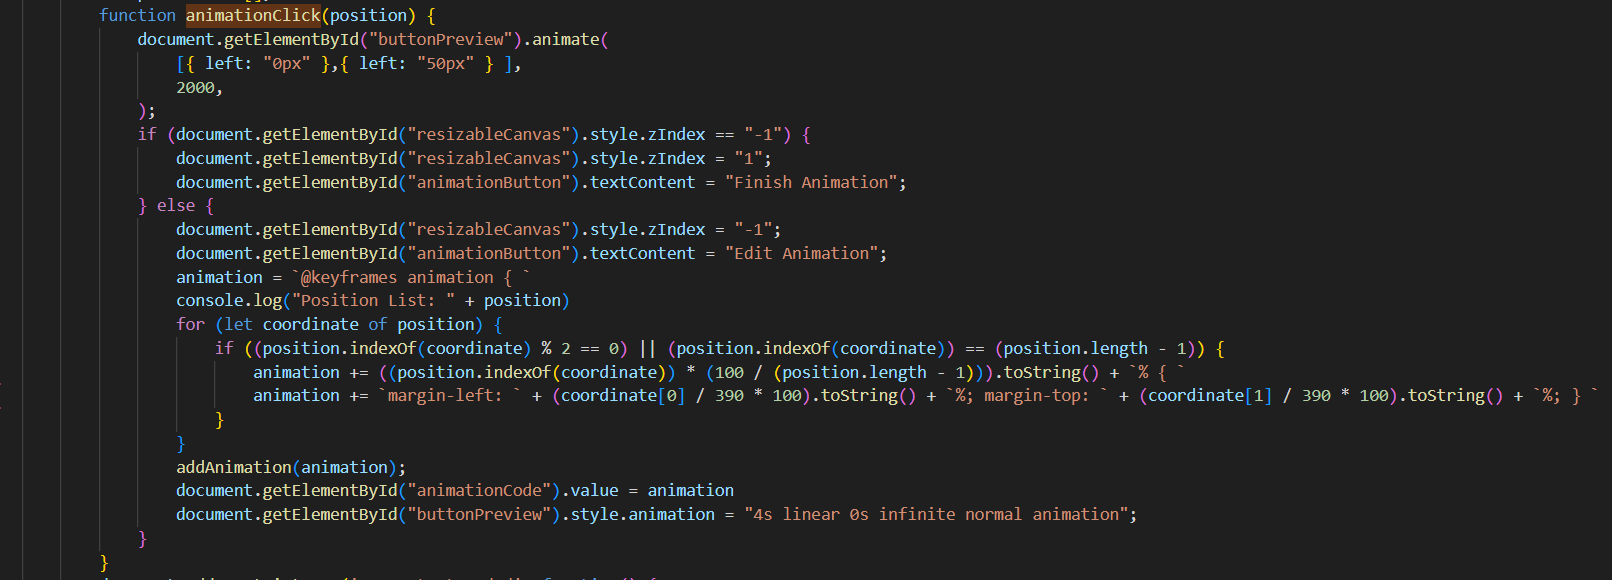 function animationClick(position) {
document.getElementById("buttonPreview").animate(
[{ left: "0px" },{ left: "50px" } ],
2000,
);
if (document.getElementById("resizableCanvas").style.zIndex == "-1") {
document.getElementById("resizableCanvas").style.zIndex = "1";
document.getElementById("animationButton").textContent = "Finish Animation";
} else {
document.getElementById("resizableCanvas").style.zIndex = "-1";
document.getElementById("animationButton").textContent = "Edit Animation";
animation = `@keyframes animation { `
console.log("Position List: " + position)
for (let coordinate of position) {
if ((position.indexOf(coordinate) % 2 == 0) || (position.indexOf(coordinate)) == (position.length - 1)) {
animation += ((position.indexOf(coordinate)) * (100 / (position.length - 1))).toString() + `% { `
animation += `margin-left: ` + (coordinate[0] / 390 * 100).toString() + `%; margin-top: ` + (coordinate[1] / 390 * 100).toString() + `%; } `
}
}
addAnimation(animation);
document.getElementById("animationCode").value = animation
document.getElementById("buttonPreview").style.animation = "4s linear 0s infinite normal animation";
}
}